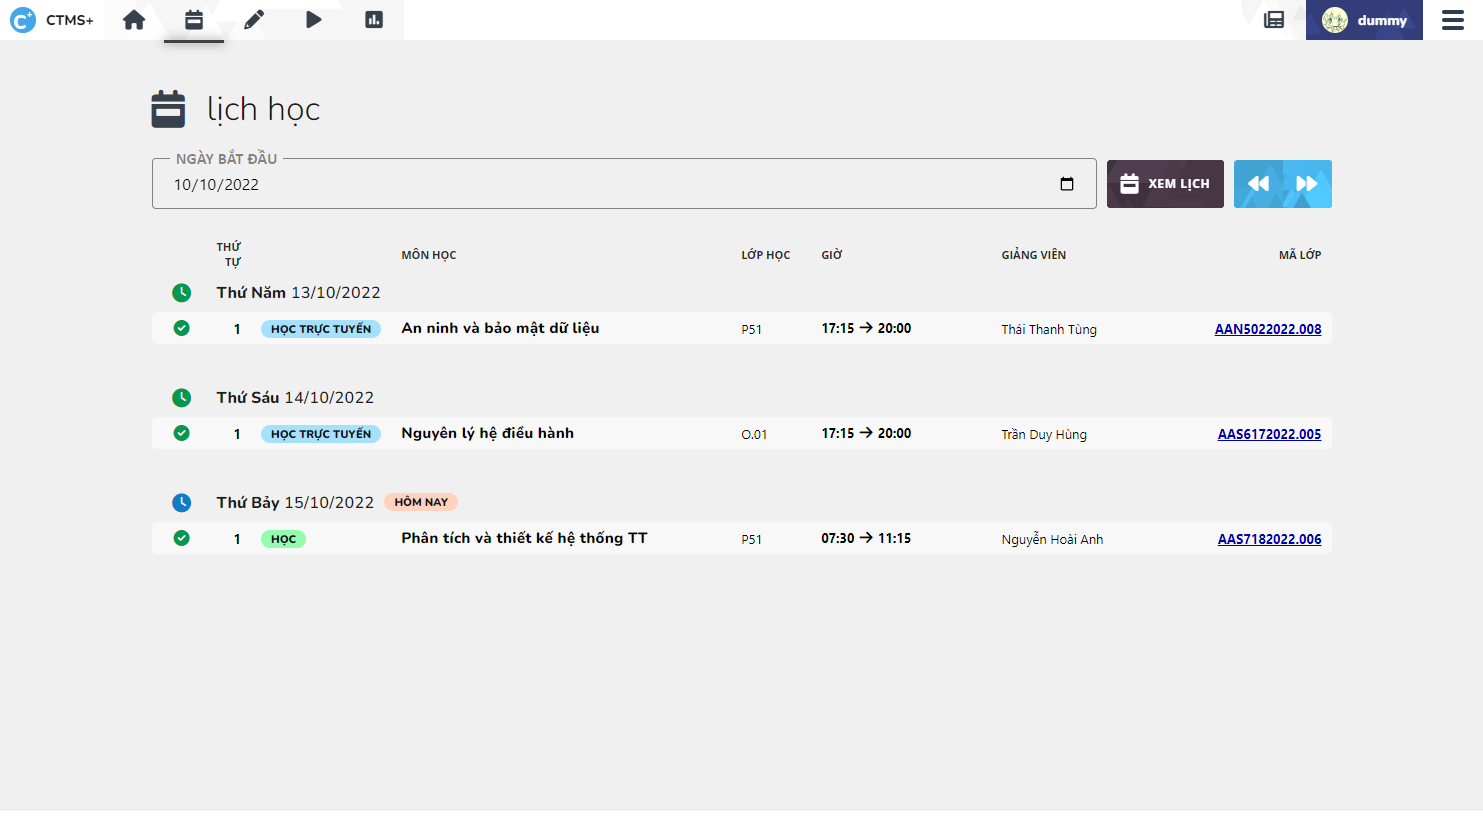 CTMS+
dummy
lịch học
NGÀY BẮT ĐẦU
10/10/2022
XEM LỊCH
THỨ TỰ MÔN HỌC LỚP HỌC GIỜ GIẢNG VIÊN MÃ LỚP
Thứ Năm 13/10/2022
1 HỌC TRỰC TUYẾN An ninh và bảo mật dữ liệu P51 17:15 → 20:00 Thái Thanh Tùng AAN5022022.008
Thứ Sáu 14/10/2022
1 HỌC TRỰC TUYẾN Nguyên lý hệ điều hành O.01 17:15 → 20:00 Trần Duy Hùng AAS6172022.005
Thứ Bảy 15/10/2022 HÔM NAY
1 HỌC Phân tích và thiết kế hệ thống TT P51 07:30 → 11:15 Nguyễn Hoài Anh AAS7182022.006